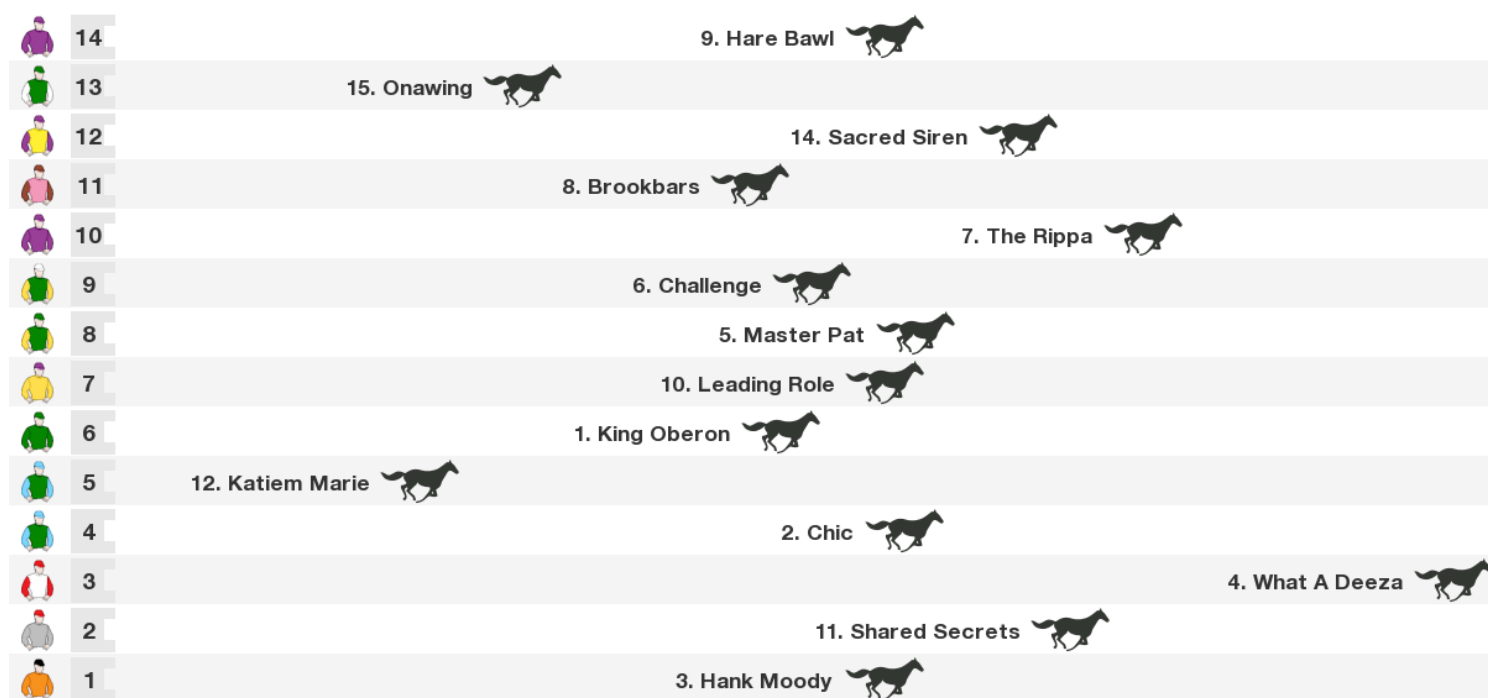 14 9. Hare Bawl
13 15. Onawing
12 14. Sacred Siren
11 8. Brookbars
10 7. The Rippa
9 6. Challenge
8 5. Master Pat
7 10. Leading Role
6 1. King Oberon
5 12. Katiem Marie
4 2. Chic
3 4. What A Deeza
2 11. Shared Secrets
1 3. Hank Moody